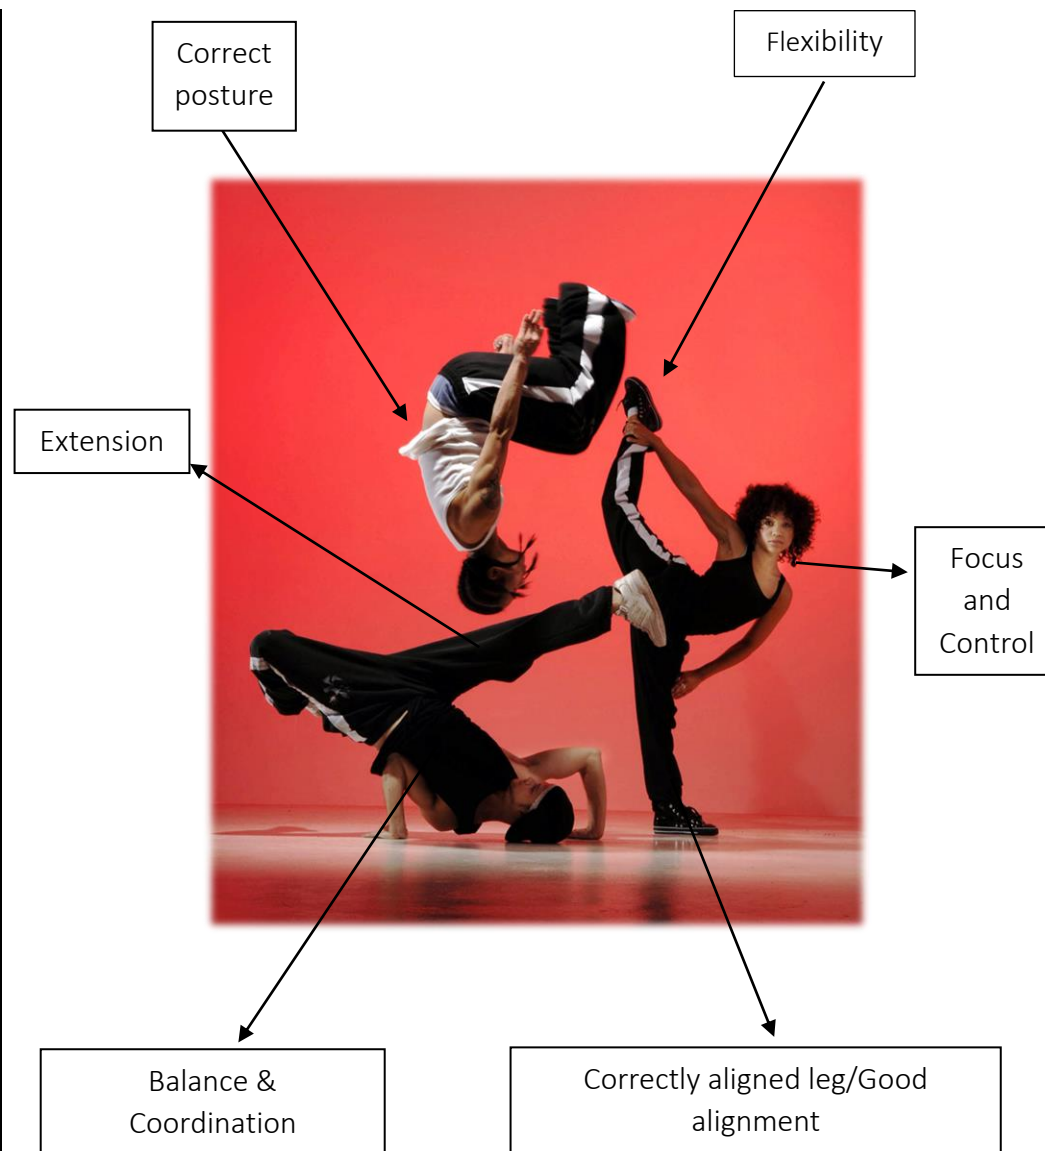 Correct
posture
Flexibility
Extension
Focus
and
Control
Balance &
Coordination
Correctly aligned leg/Good
alignment